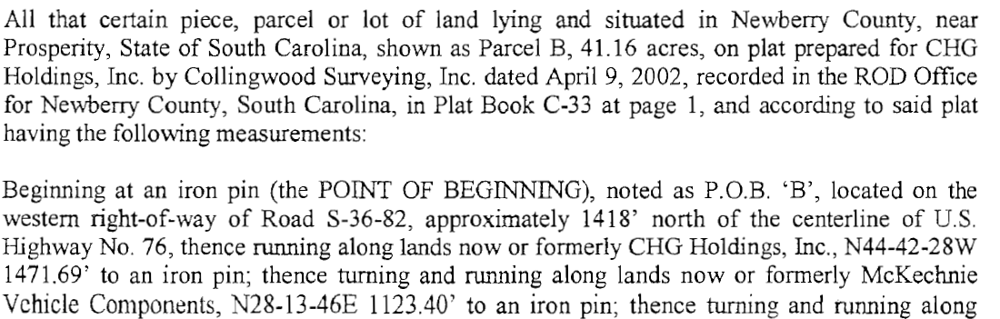 All that certain piece, parcel or lot of land lying and situated in Newberry County, near
Prosperity, State of South Carolina, shown as Parcel B, 41.16 acres, on plat prepared for CHG
Holdings, Inc. by Collingwood Surveying, Inc. dated April 9, 2002, recorded in the ROD Office
for Newberry County, South Carolina, in Plat Book C-33 at page 1, and according to said plat
having the following measurements:

Beginning at an iron pin (the POINT OF BEGINNING), noted as P.O.B. ‘B’, located on the
western right-of-way of Road S-36-82, approximately 1418’ north of the centerline of U.S.
Highway No. 76, thence running along lands now or formerly CHG Holdings, Inc., N44-42-28W
1471.69’ to an iron pin; thence turning and running along lands now or formerly McKechnie
Vehicle Components, N28-13-46E 1123.40’ to an iron pin; thence turning and running along